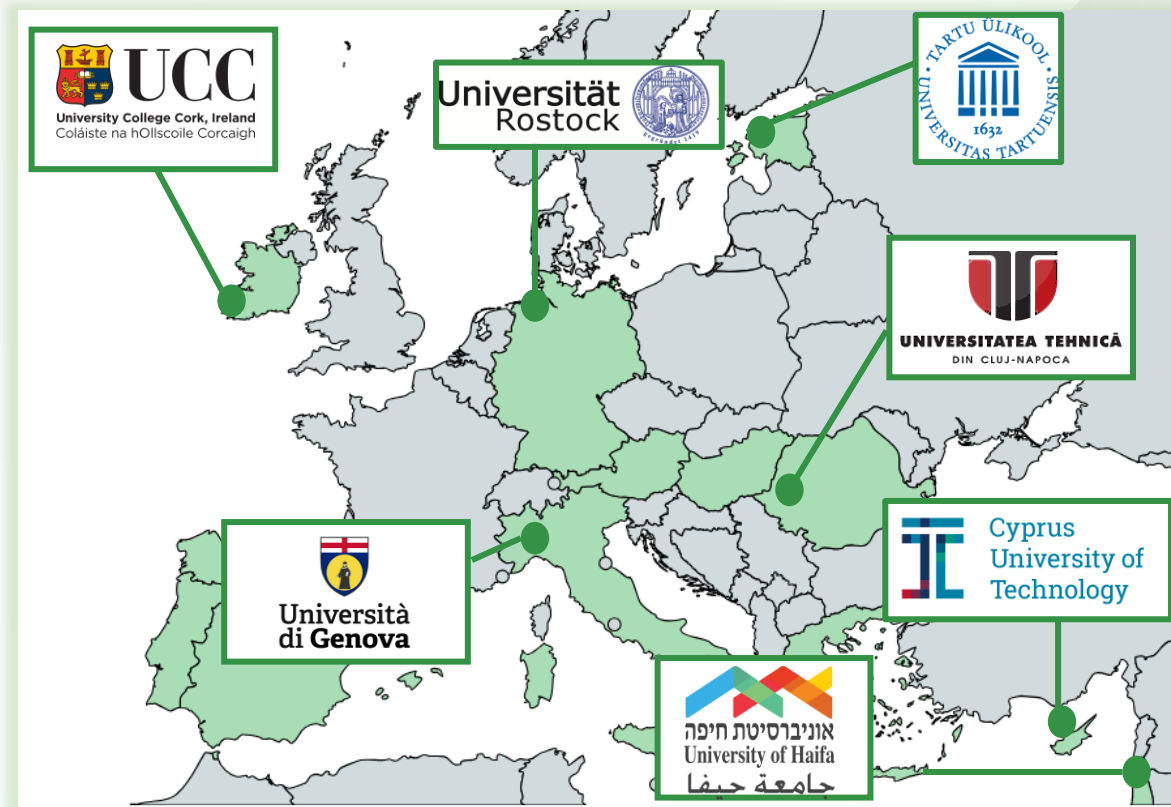 UCC
University College Cork, Ireland
Coláiste na hOllscoile Corcaigh
Universität
Rostock
TARTU ÜLIKOOL
UNIVERSITAS TARTUENSIS
1632
UNIVERSITATEA TEHNICĂ
DIN CLUJ-NAPOCA
Università
di Genova
Cyprus
University of
Technology
אוניברסיטת חיפה
University of Haifa
جامعة حيفا